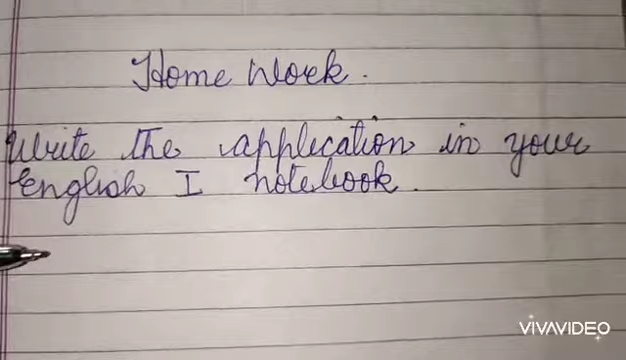 Home Work.
Write the application in your
English I notebook.
VIVAVIDEO